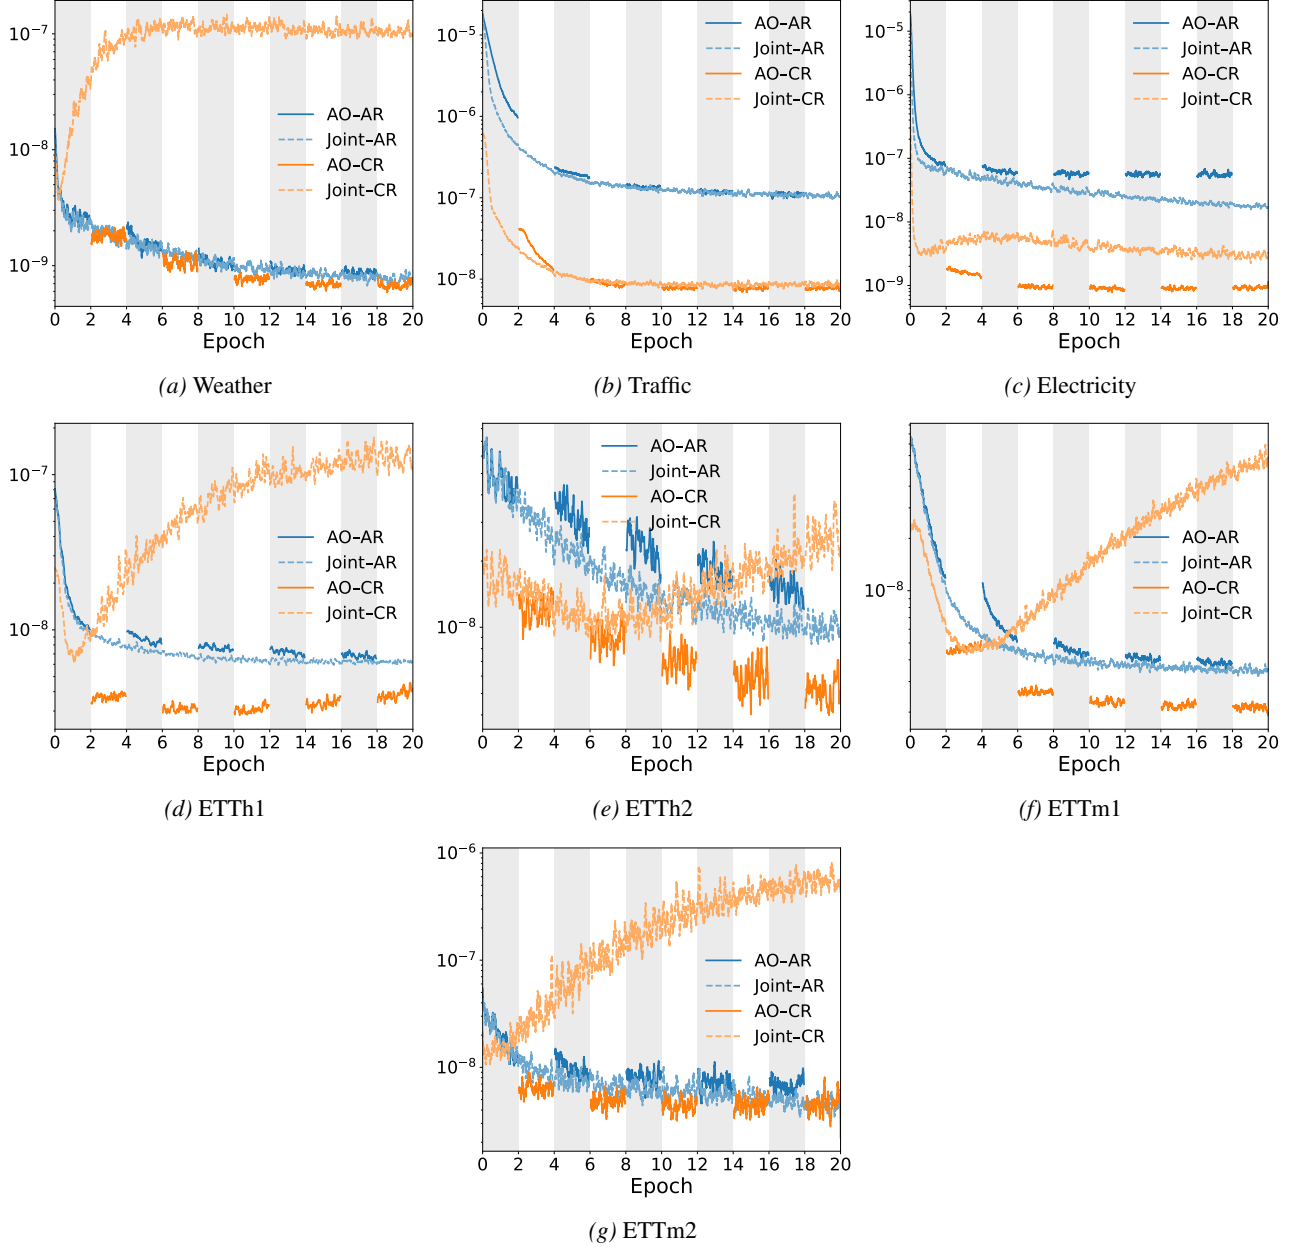 10⁻⁷
10⁻⁸
10⁻⁹
AO–AR
Joint–AR
AO–CR
Joint–CR
0 2 4 6 8 10 12 14 16 18 20
Epoch
(a) Weather
10⁻⁵
10⁻⁶
10⁻⁷
10⁻⁸
AO–AR
Joint–AR
AO–CR
Joint–CR
0 2 4 6 8 10 12 14 16 18 20
Epoch
(b) Traffic
10⁻⁵
10⁻⁶
10⁻⁷
10⁻⁸
10⁻⁹
AO–AR
Joint–AR
AO–CR
Joint–CR
0 2 4 6 8 10 12 14 16 18 20
Epoch
(c) Electricity
10⁻⁷
10⁻⁸
AO–AR
Joint–AR
AO–CR
Joint–CR
0 2 4 6 8 10 12 14 16 18 20
Epoch
(d) ETTh1
10⁻⁸
AO–AR
Joint–AR
AO–CR
Joint–CR
0 2 4 6 8 10 12 14 16 18 20
Epoch
(e) ETTh2
10⁻⁸
AO–AR
Joint–AR
AO–CR
Joint–CR
0 2 4 6 8 10 12 14 16 18 20
Epoch
(f) ETTm1
10⁻⁶
10⁻⁷
10⁻⁸
AO–AR
Joint–AR
AO–CR
Joint–CR
0 2 4 6 8 10 12 14 16 18 20
Epoch
(g) ETTm2